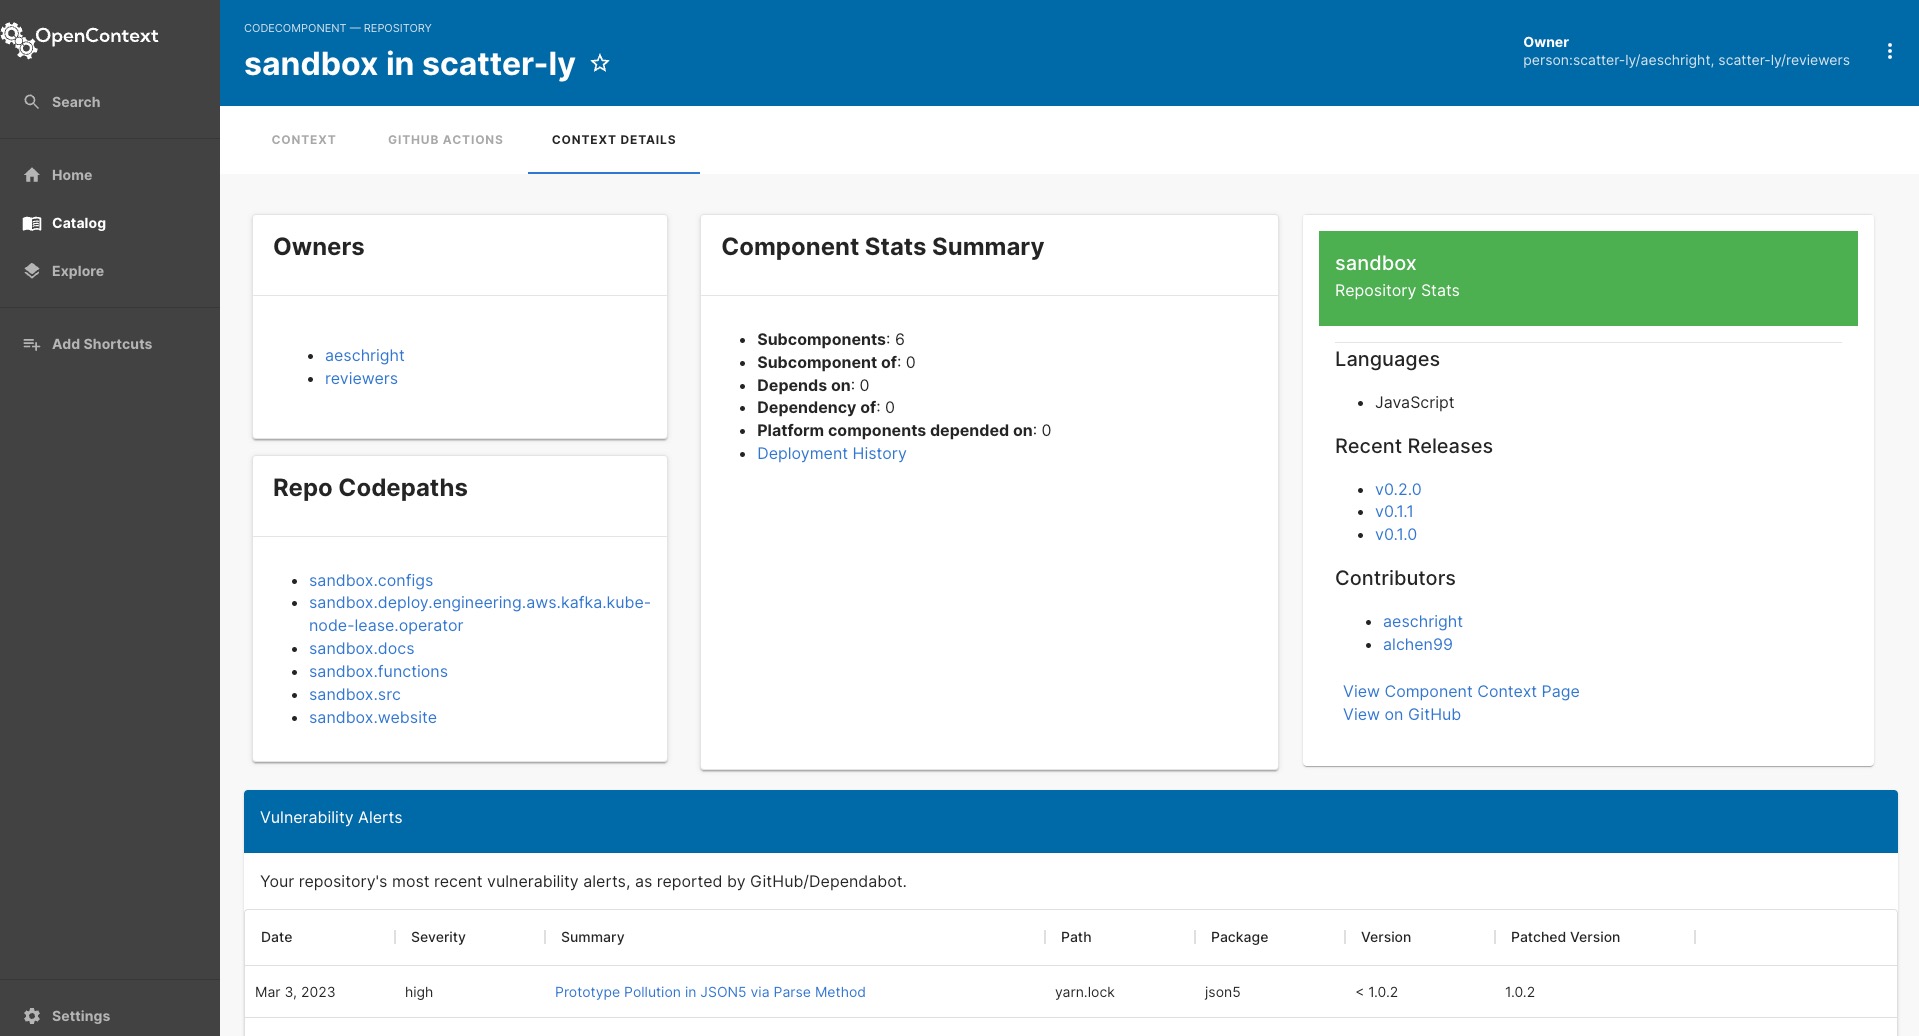 OpenContext
Search
Home
Catalog
Explore
Add Shortcuts
Settings
CODECOMPONENT — REPOSITORY
sandbox in scatter-ly
Owner
person:scatter-ly/aeschright, scatter-ly/reviewers
CONTEXT
GITHUB ACTIONS
CONTEXT DETAILS
Owners
aeschright
reviewers
Repo Codepaths
sandbox.configs
sandbox.deploy.engineering.aws.kafka.kube-
node-lease.operator
sandbox.docs
sandbox.functions
sandbox.src
sandbox.website
Component Stats Summary
Subcomponents: 6
Subcomponent of: 0
Depends on: 0
Dependency of: 0
Platform components depended on: 0
Deployment History
sandbox
Repository Stats
Languages
JavaScript
Recent Releases
v0.2.0
v0.1.1
v0.1.0
Contributors
aeschright
alchen99
View Component Context Page
View on GitHub
Vulnerability Alerts
Your repository's most recent vulnerability alerts, as reported by GitHub/Dependabot.
Date Severity Summary Path Package Version Patched Version
Mar 3, 2023 high Prototype Pollution in JSON5 via Parse Method yarn.lock json5 < 1.0.2 1.0.2